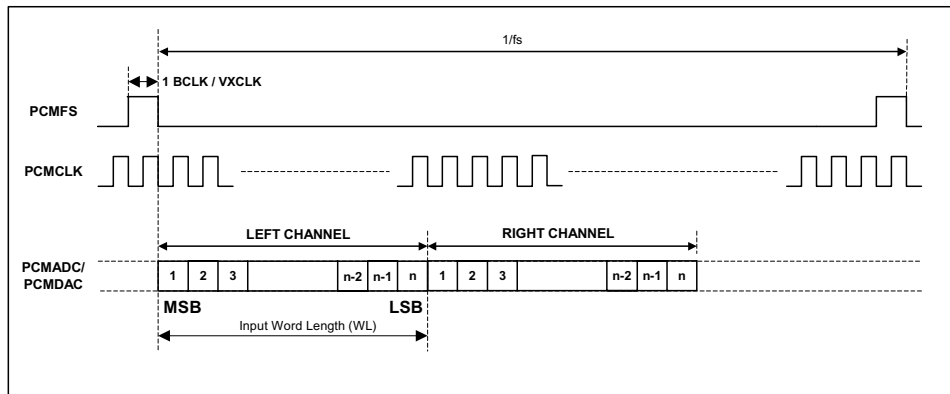 1/fs
1 BCLK / VXCLK
PCMFS
PCMCLK
LEFT CHANNEL
RIGHT CHANNEL
PCMADC/
PCMDAC
1 2 3 n-2 n-1 n 1 2 3 n-2 n-1 n
MSB LSB
Input Word Length (WL)